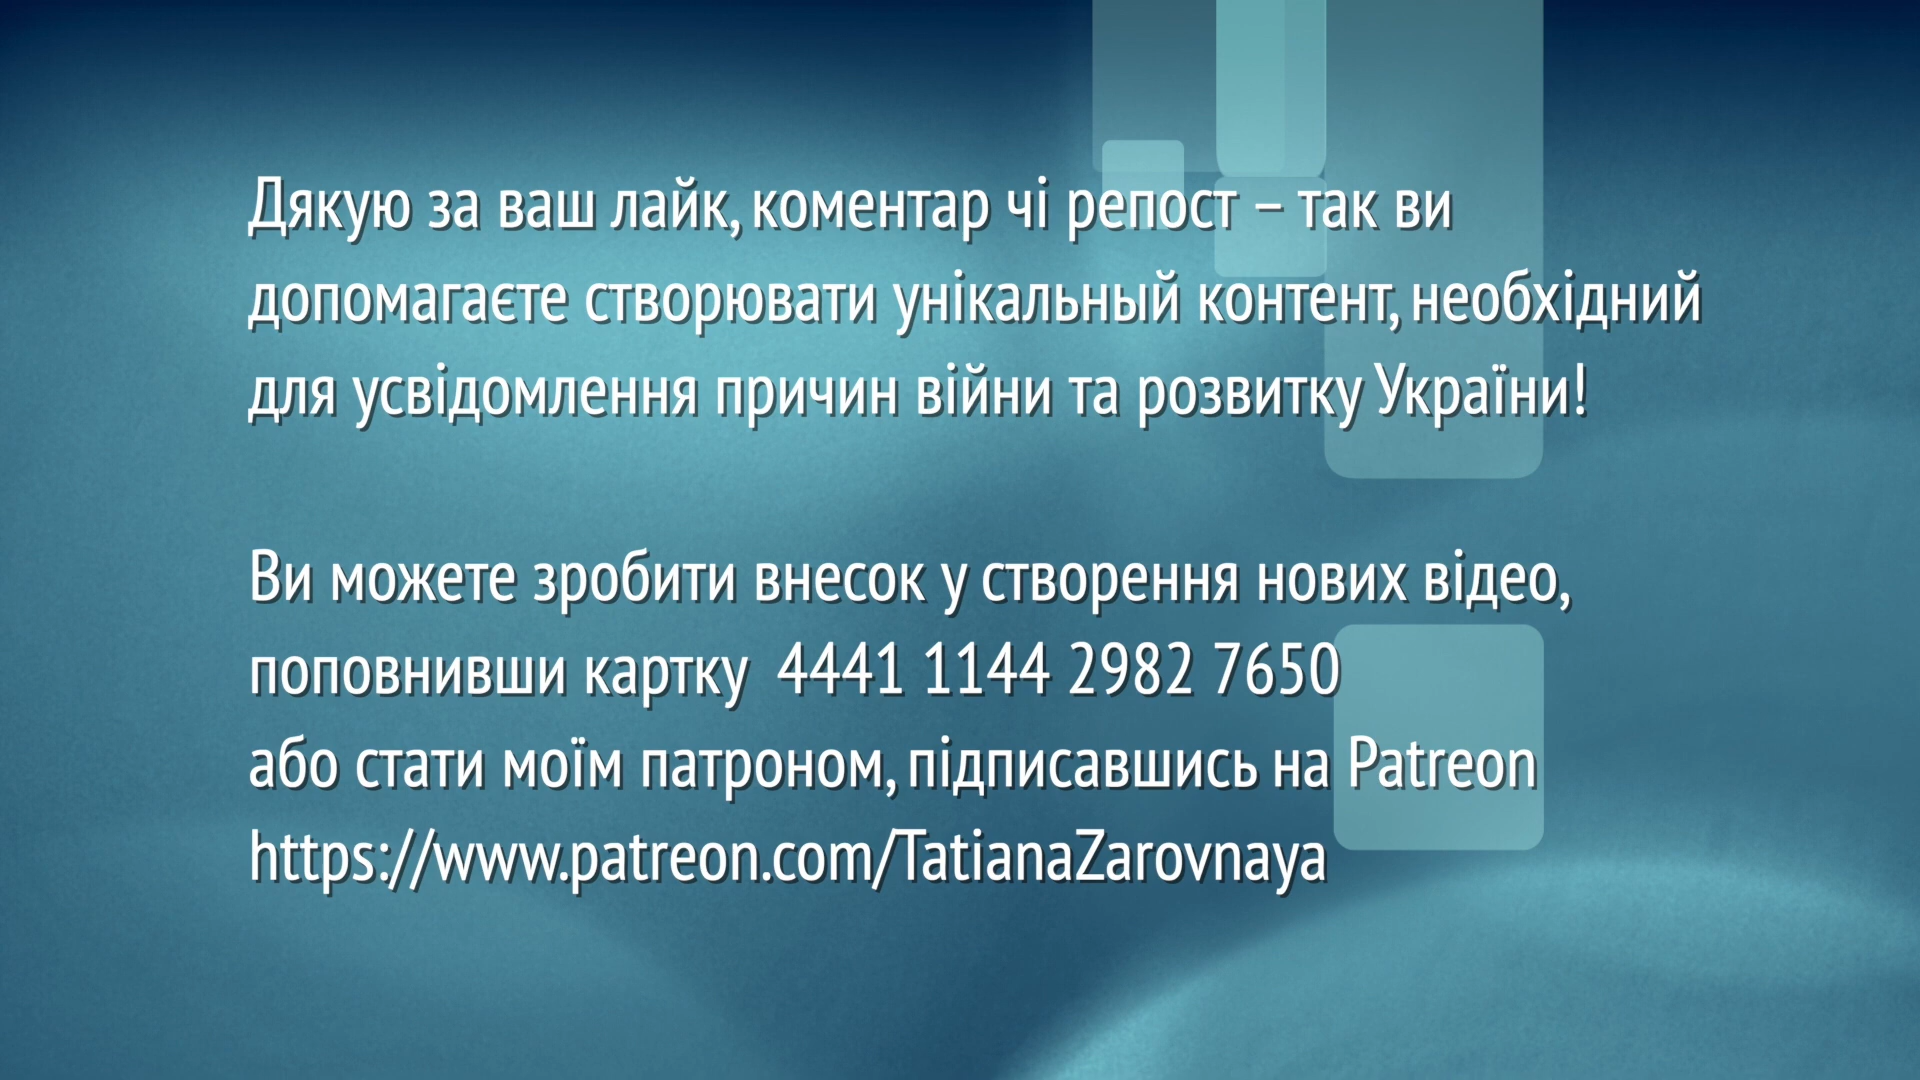 Дякую за ваш лайк, коментар чі репост – так ви
допомагаєте створювати унікальный контент, необхідний
для усвідомлення причин війни та розвитку України!
Ви можете зробити внесок у створення нових відео,
поповнивши картку 4441 1144 2982 7650
або стати моїм патроном, підписавшись на Patreon
https://www.patreon.com/TatianaZarovnaya